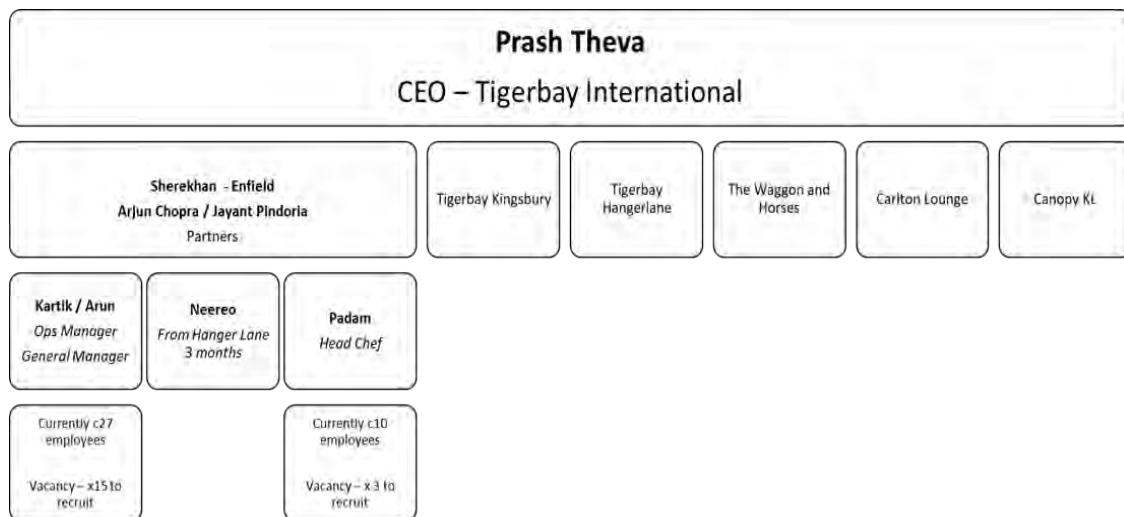 Prash Theva
CEO – Tigerbay International
Sherekhan - Enfield
Arjun Chopra / Jayant Pindoria
Partners
Tigerbay Kingsbury
Tigerbay
Hangerlane
The Waggon and
Horses
Carlton Lounge
Canopy KL
Kartik / Arun
Ops Manager
General Manager
Neereo
From Hanger Lane
3 months
Padam
Head Chef
Currently c27
employees
Vacancy – x15 to
recruit
Currently c10
employees
Vacancy – x 3 to
recruit